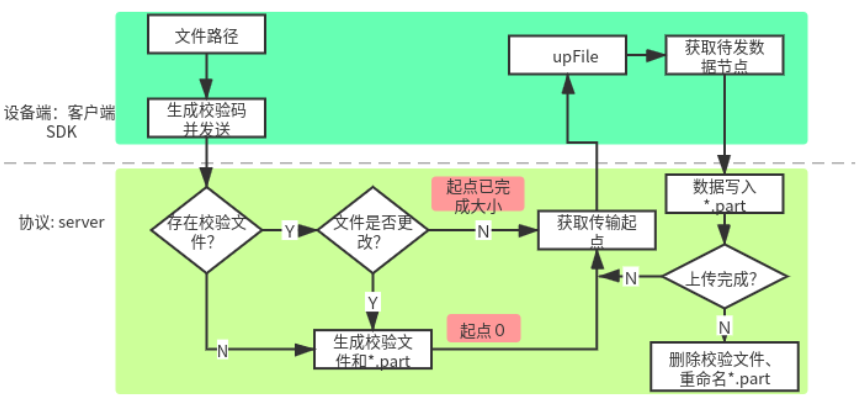 文件路径
生成校验码
并发送
upFile
获取待发数
据节点
设备端：客户端
SDK
协议: server
存在校验文
件？
Y
文件是否更
改？
N
起点已完
成大小
获取传输起
点
数据写入
*.part
上传完成？
N
N
删除校验文件、
重命名*.part
Y
N
生成校验文
件和*.part
起点 0